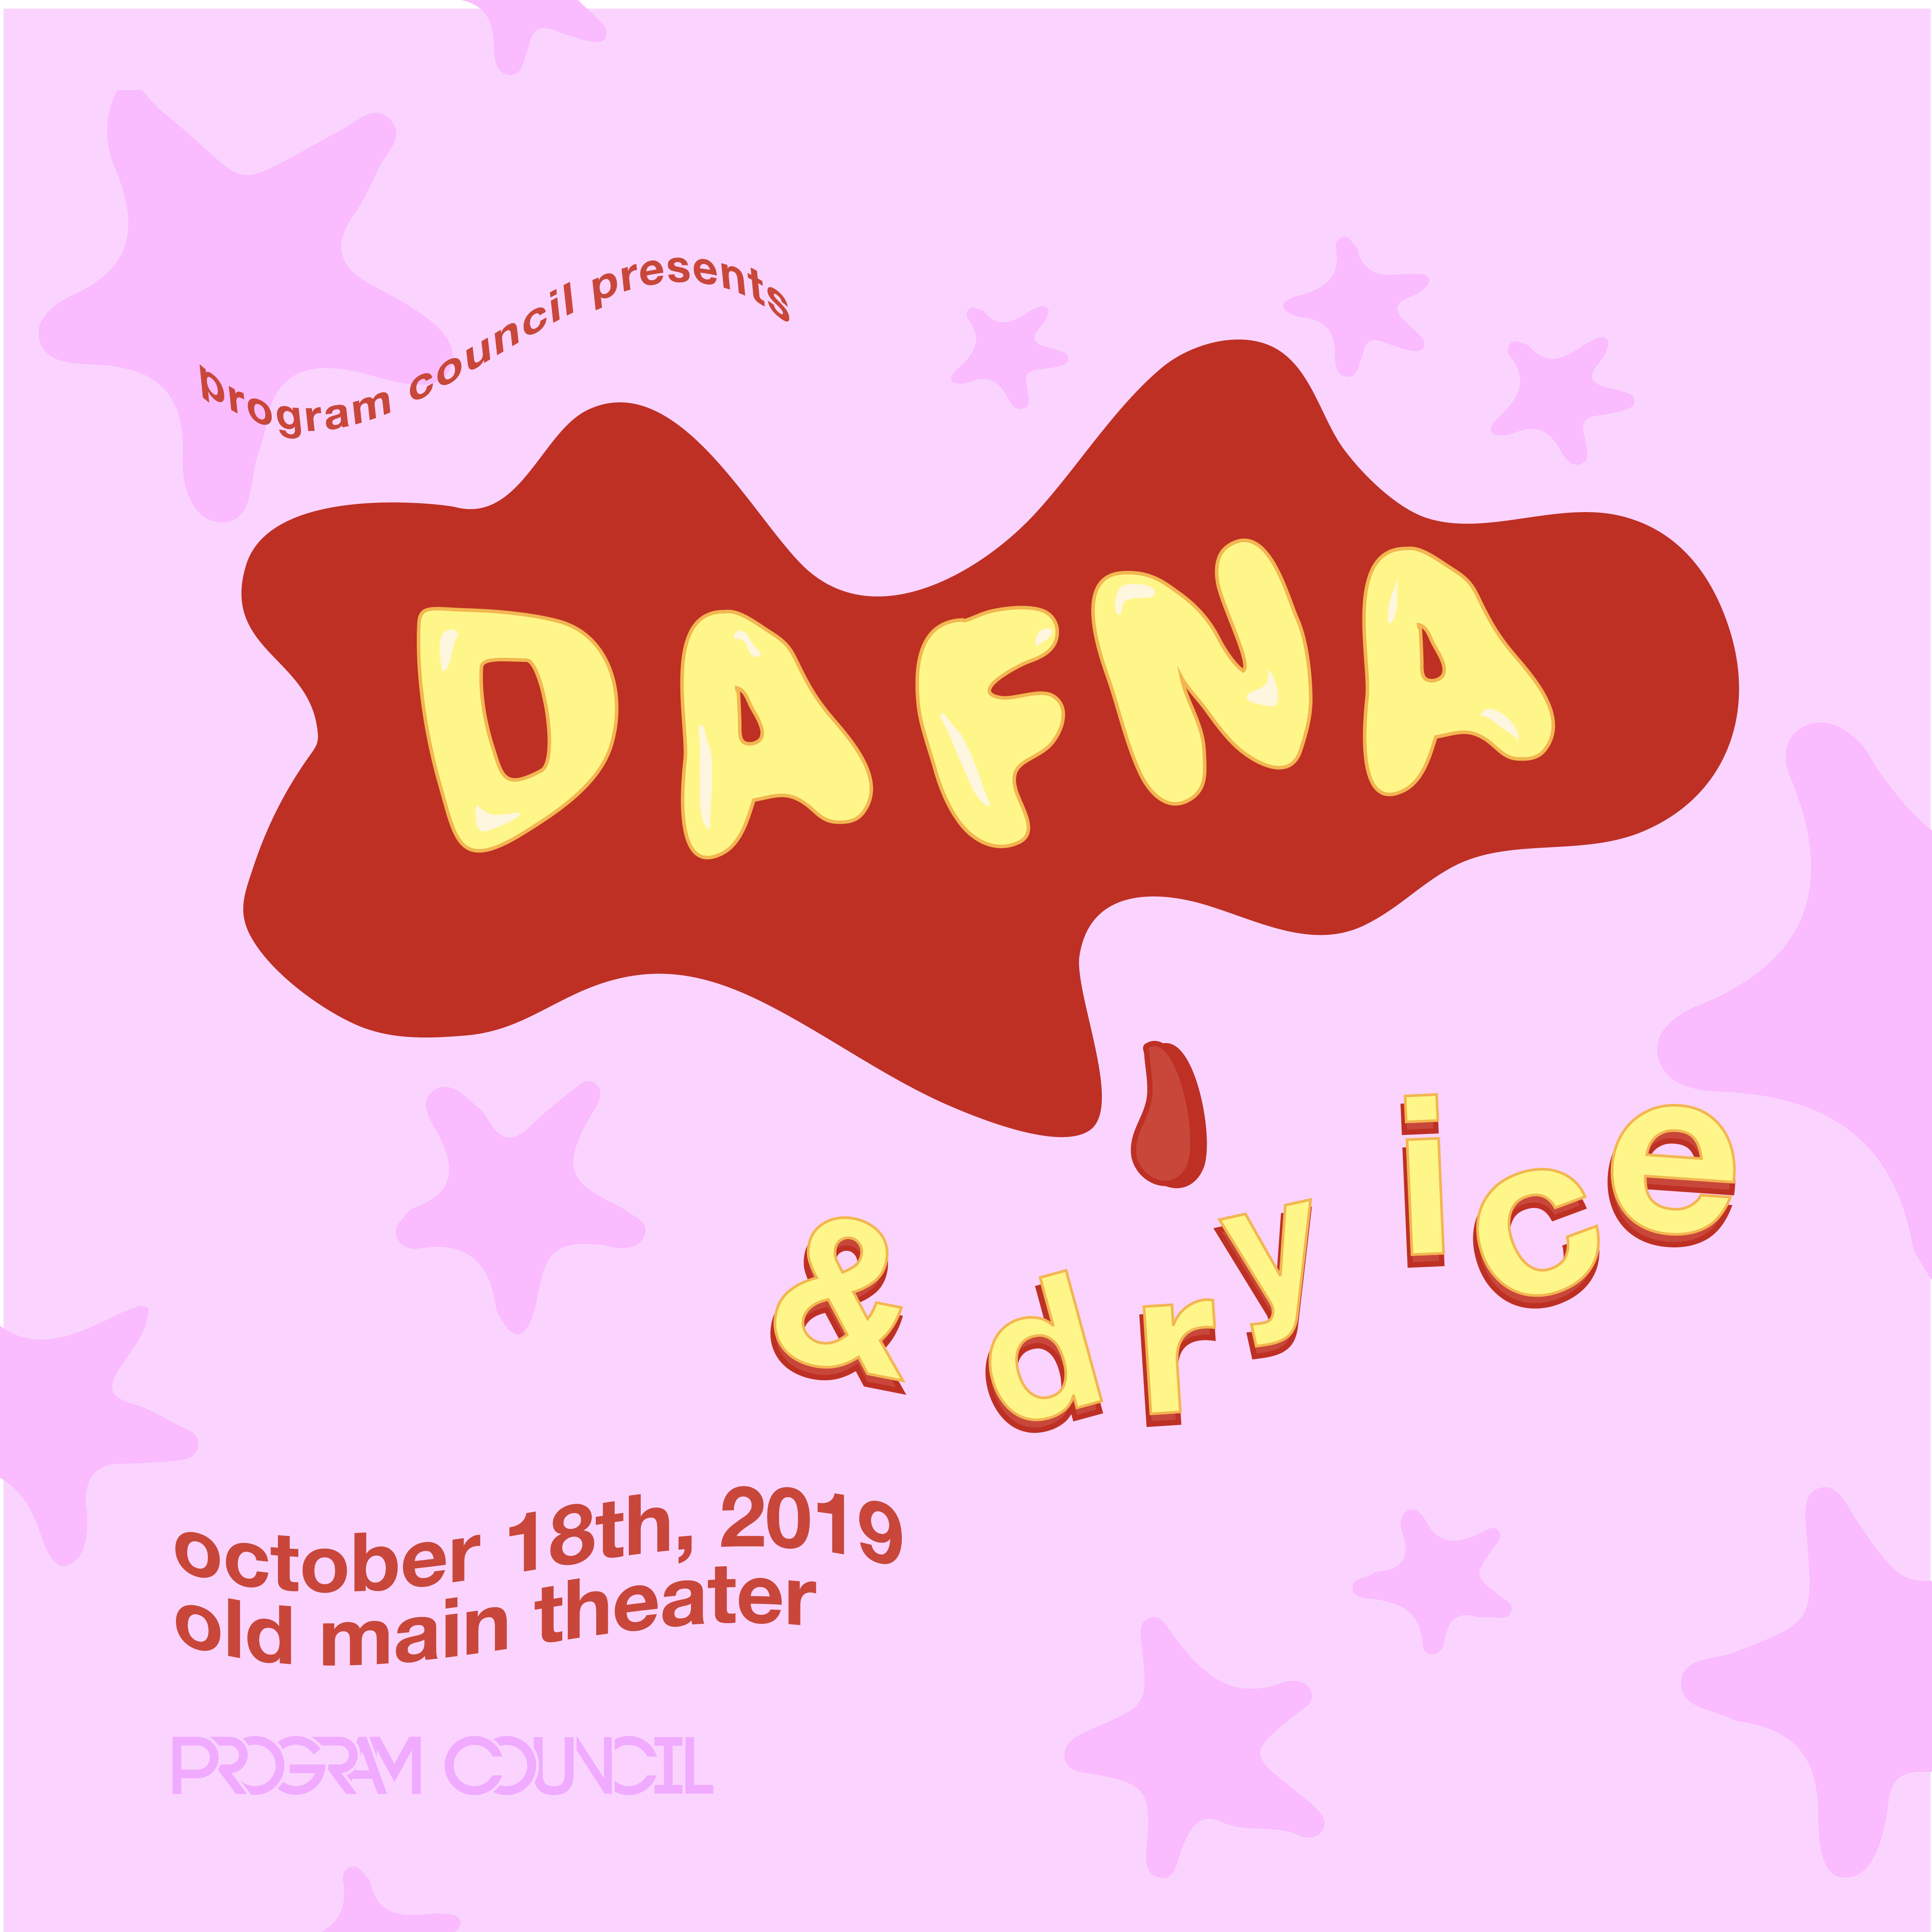 program council presents
DAFNA
& dry ice
october 18th, 2019
old main theater
PROGRAM COUNCIL